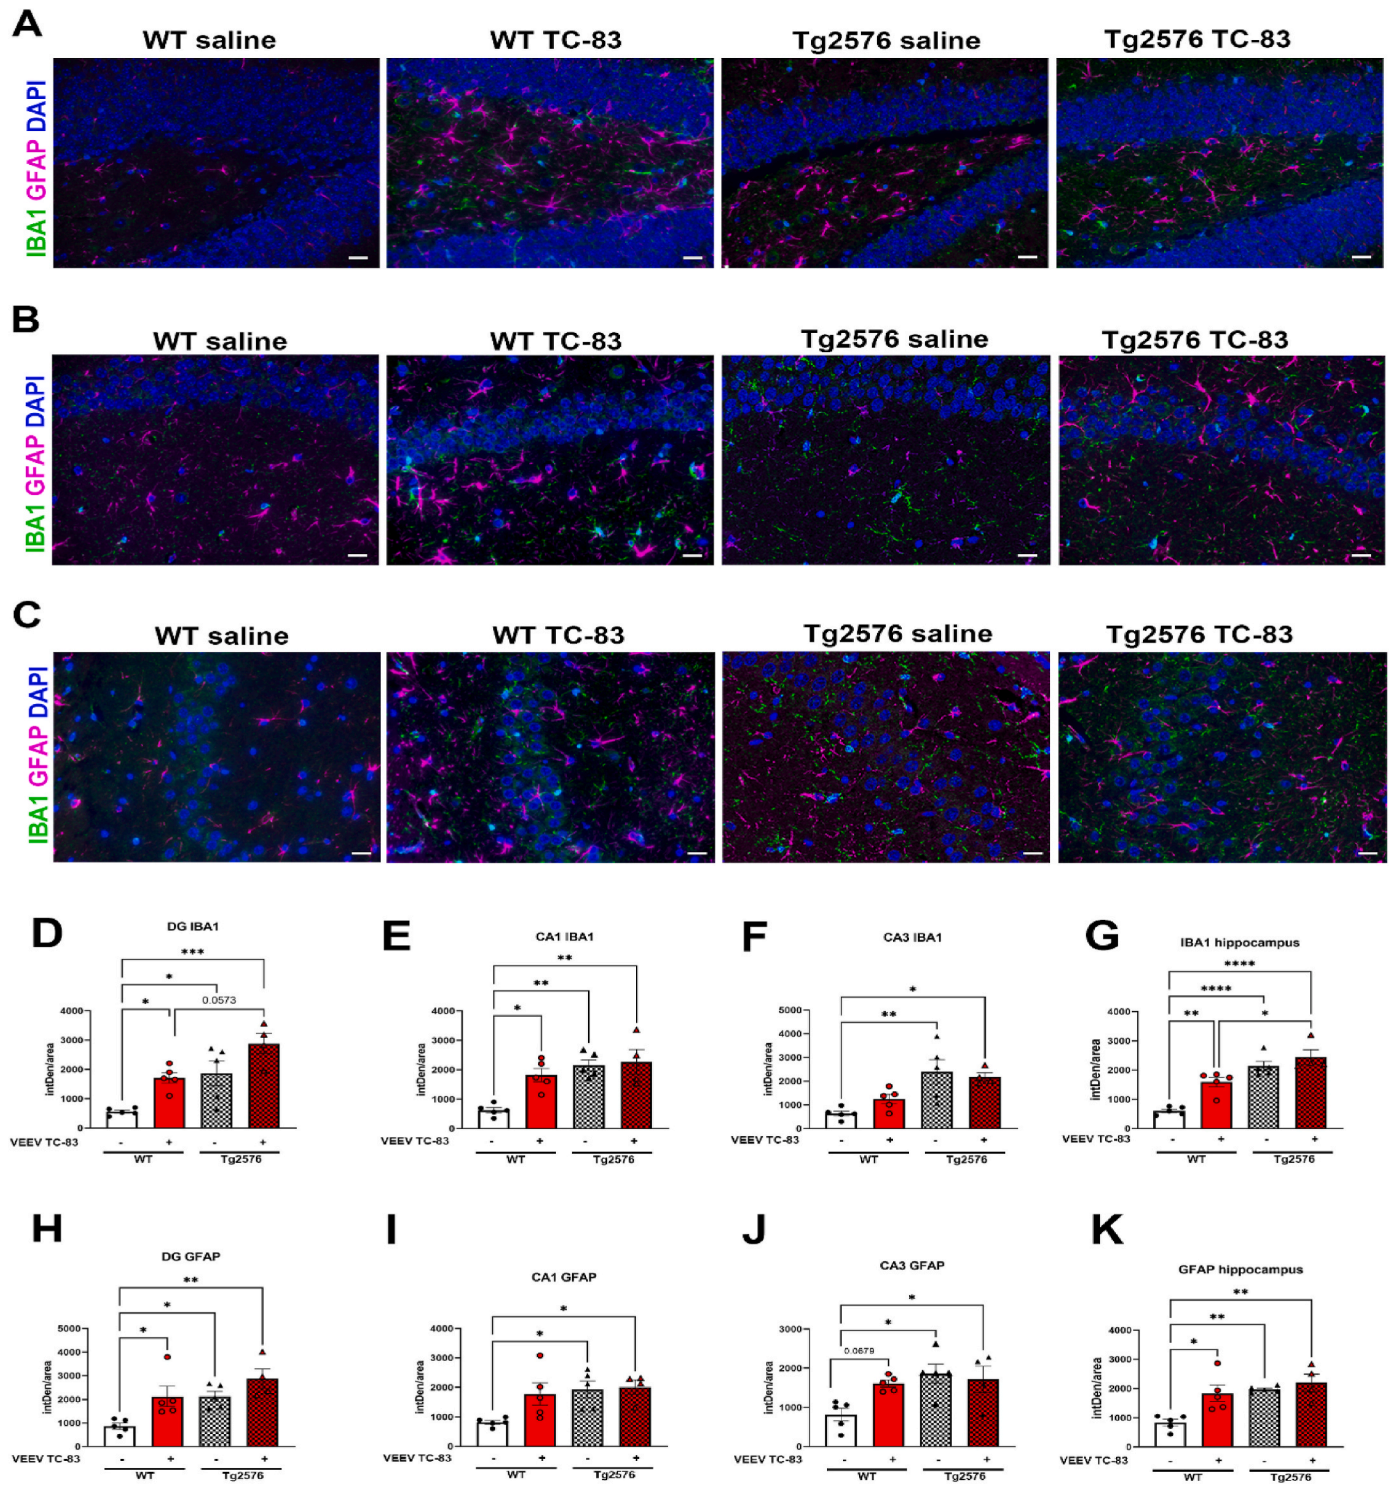 A
WT saline WT TC-83 Tg2576 saline Tg2576 TC-83
IBA1 GFAP DAPI
B
WT saline WT TC-83 Tg2576 saline Tg2576 TC-83
IBA1 GFAP DAPI
C
WT saline WT TC-83 Tg2576 saline Tg2576 TC-83
IBA1 GFAP DAPI
D
DG IBA1
***
*
*
0.0573
intDen/area
4000
3000
2000
1000
0
VEEV TC-83 - + - +
WT Tg2576
E
CA1 IBA1
**
**
*
intDen/area
4000
3000
2000
1000
0
VEEV TC-83 - + - +
WT Tg2576
F
CA3 IBA1
*
**
intDen/area
5000
4000
3000
2000
1000
0
VEEV TC-83 - + - +
WT Tg2576
G
IBA1 hippocampus
****
****
** *
intDen/area
4000
3000
2000
1000
0
VEEV TC-83 - + - +
WT Tg2576
H
DG GFAP
**
*
*
intDen/area
5000
4000
3000
2000
1000
0
VEEV TC-83 - + - +
WT Tg2576
I
CA1 GFAP
*
*
intDen/area
4000
3000
2000
1000
0
VEEV TC-83 - + - +
WT Tg2576
J
CA3 GFAP
*
*
0.0679
intDen/area
3000
2000
1000
0
VEEV TC-83 - + - +
WT Tg2576
K
GFAP hippocampus
**
**
*
intDen/area
4000
3000
2000
1000
0
VEEV TC-83 - + - +
WT Tg2576